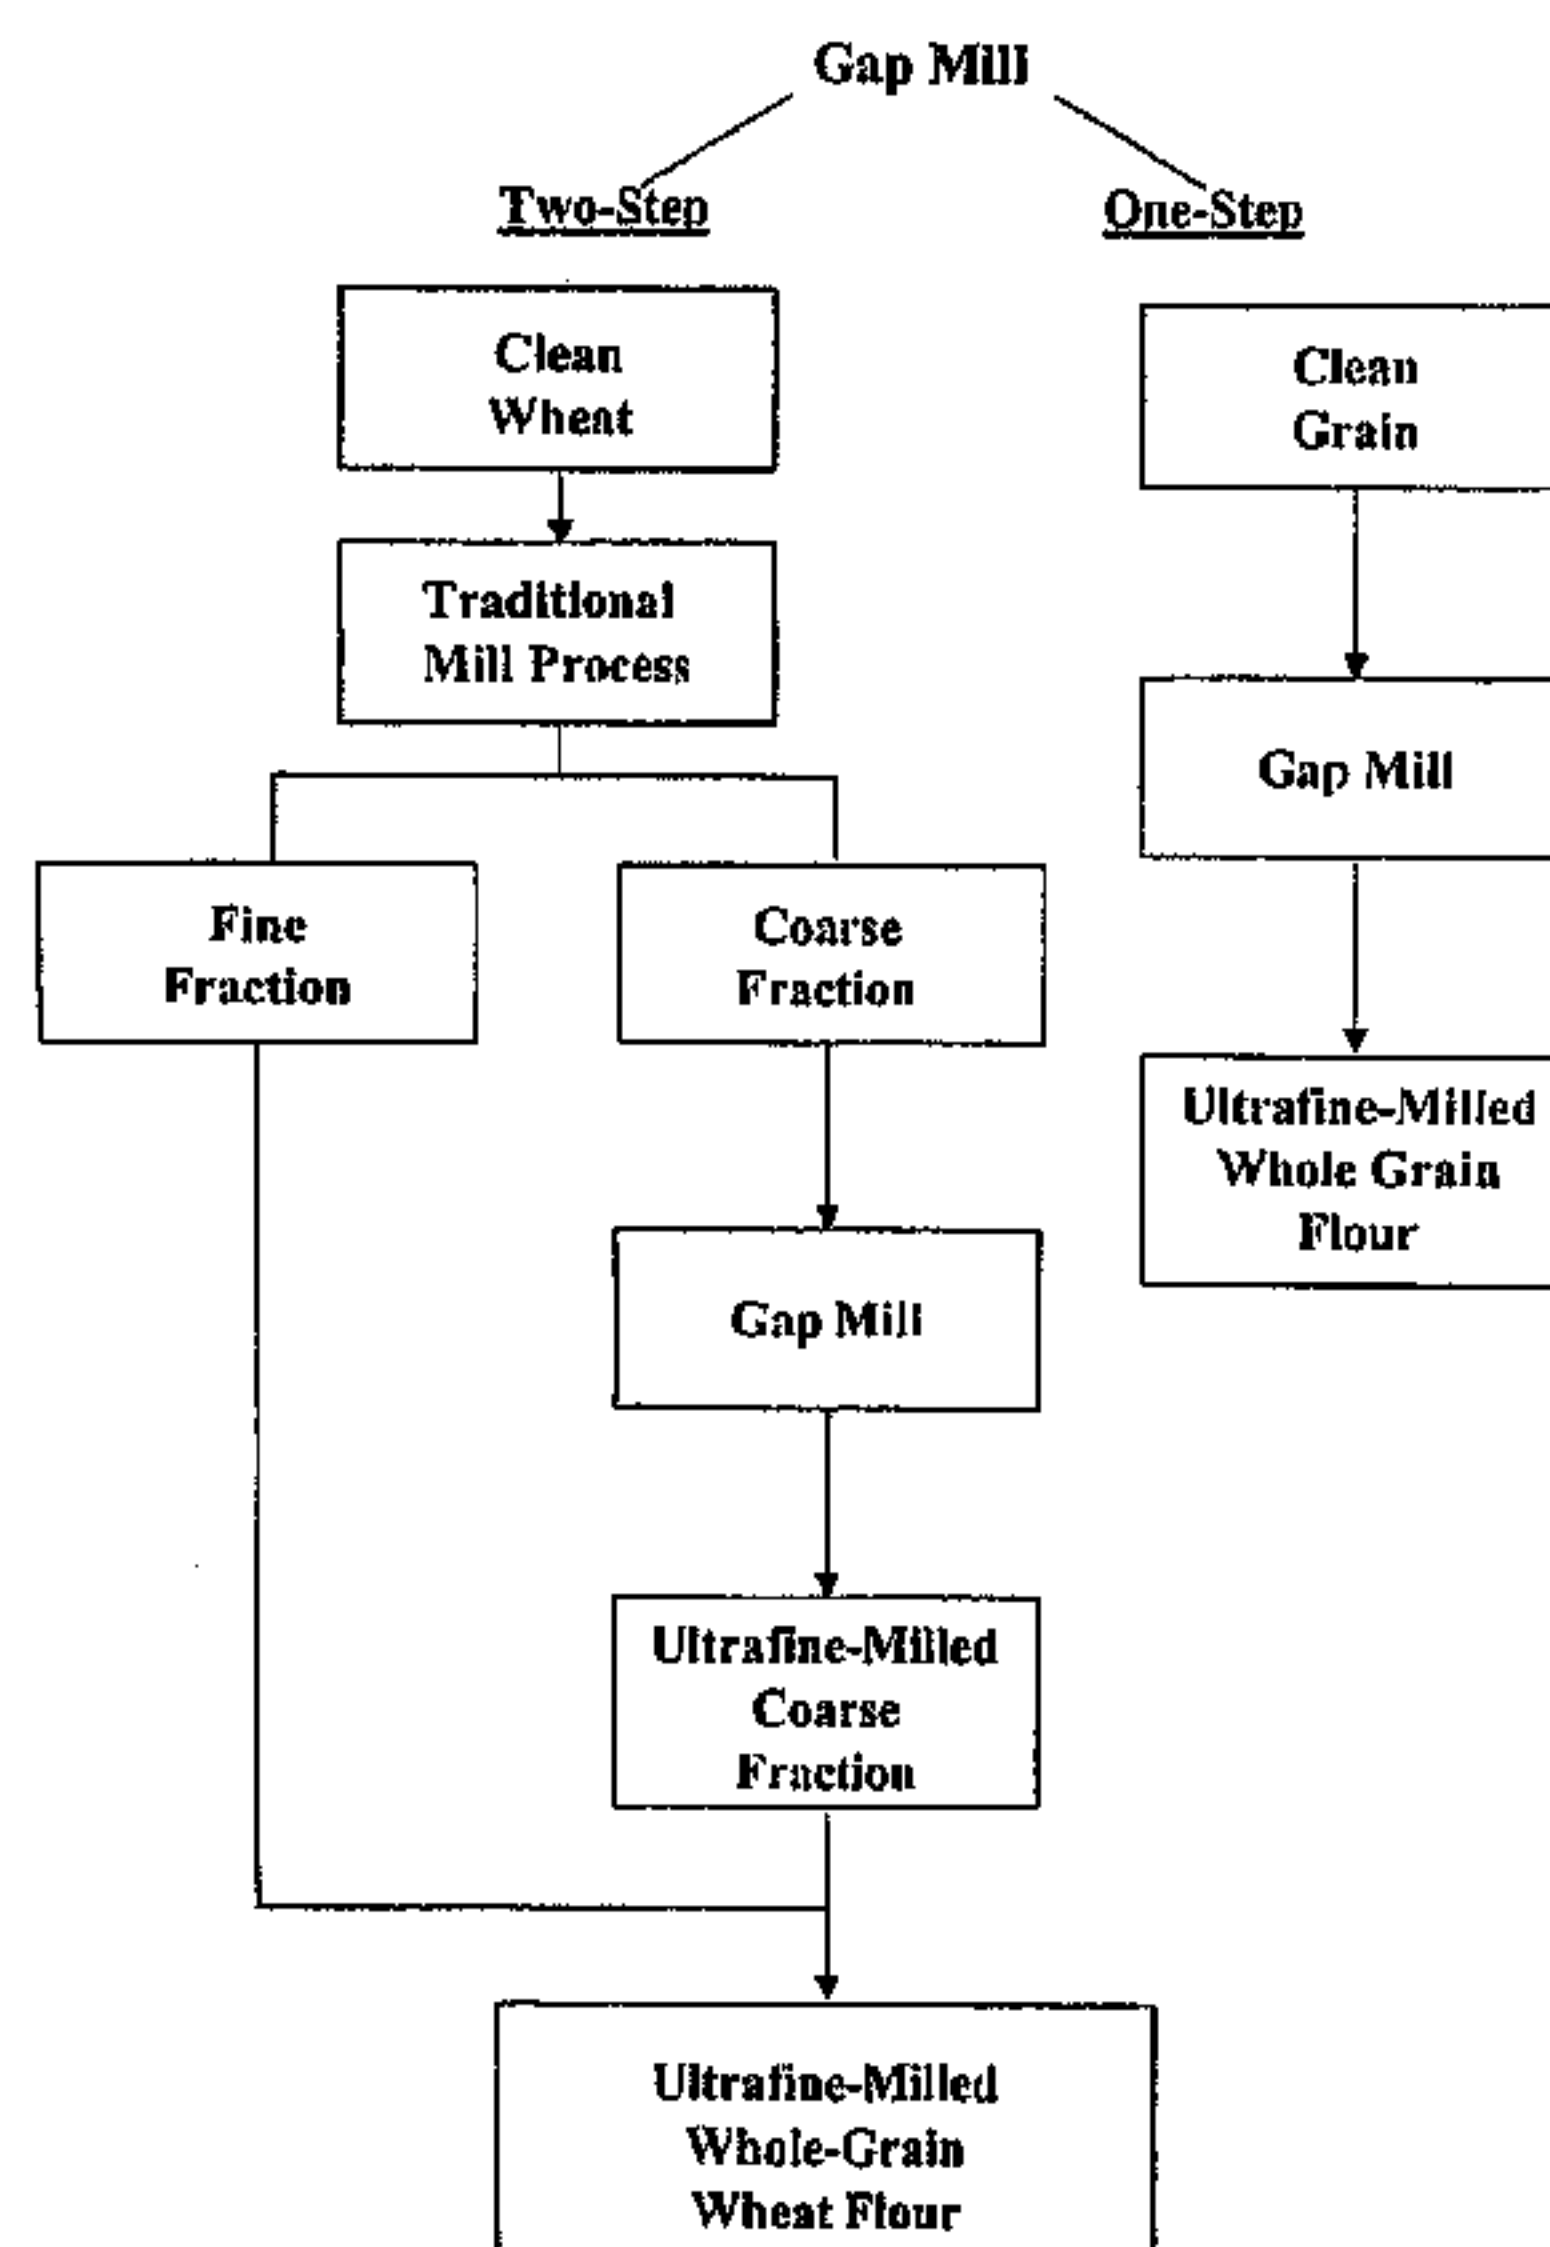 Gap Mill
Two-Step
One-Step
Clean
Wheat
Clean
Grain
Traditional
Mill Process
Gap Mill
Fine
Fraction
Coarse
Fraction
Ultrafine-Milled
Whole Grain
Flour
Gap Mill
Ultrafine-Milled
Coarse
Fraction
Ultrafine-Milled
Whole-Grain
Wheat Flour